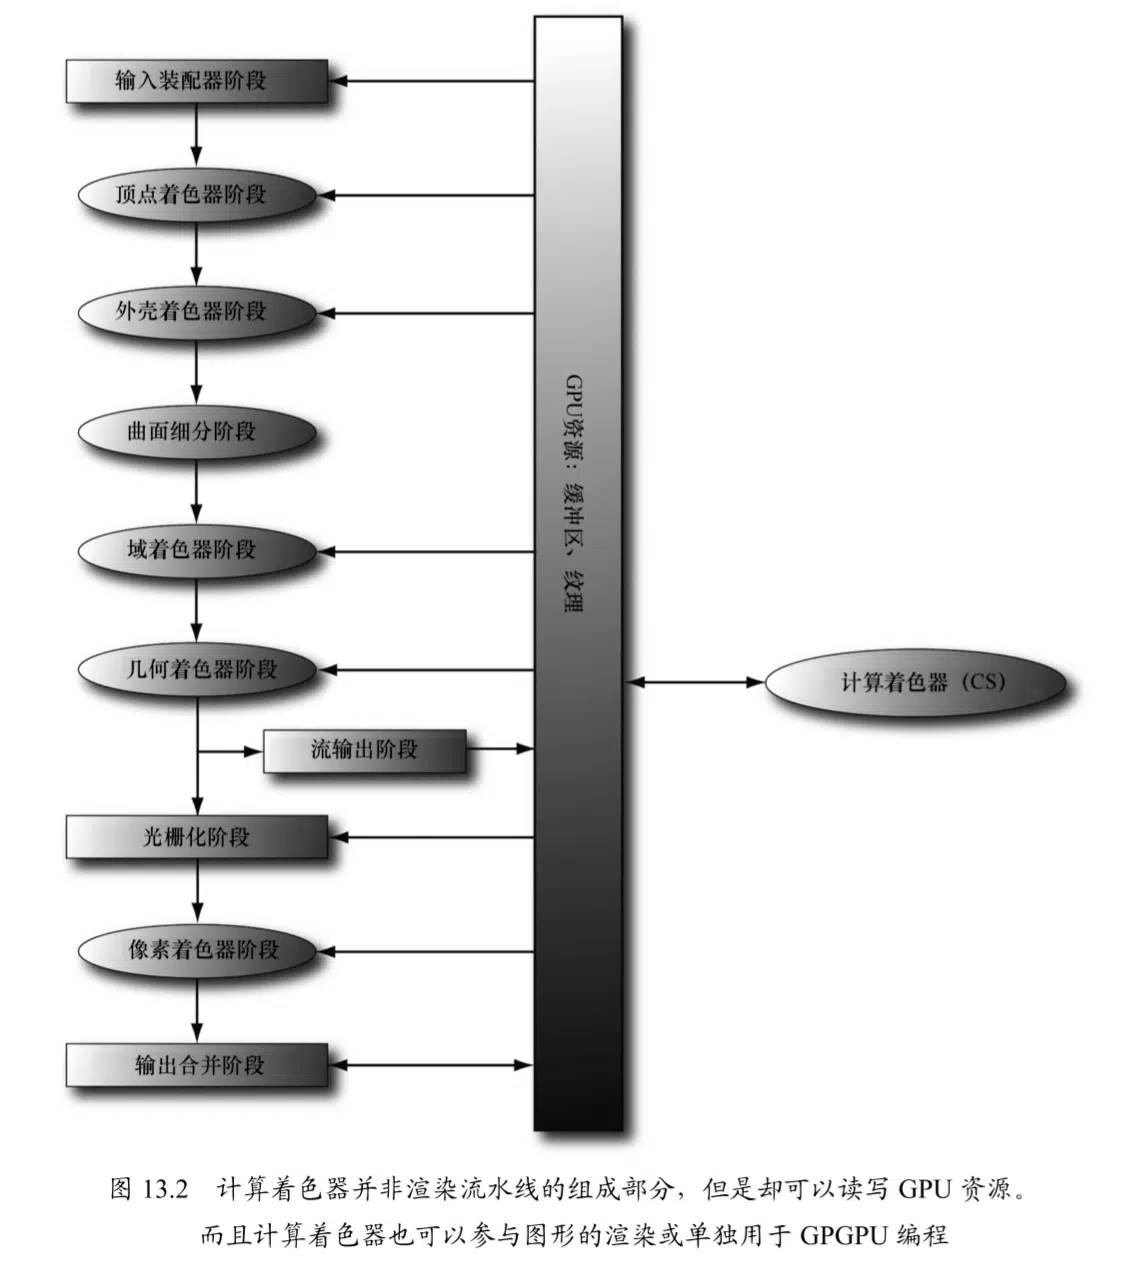 输入装配器阶段
顶点着色器阶段
外壳着色器阶段
曲面细分阶段
域着色器阶段
几何着色器阶段
流输出阶段
光栅化阶段
像素着色器阶段
输出合并阶段
GPU资源：缓冲区、纹理
计算着色器（CS）
图 13.2 计算着色器并非渲染流水线的组成部分，但是却可以读写 GPU 资源。
而且计算着色器也可以参与图形的渲染或单独用于 GPGPU 编程